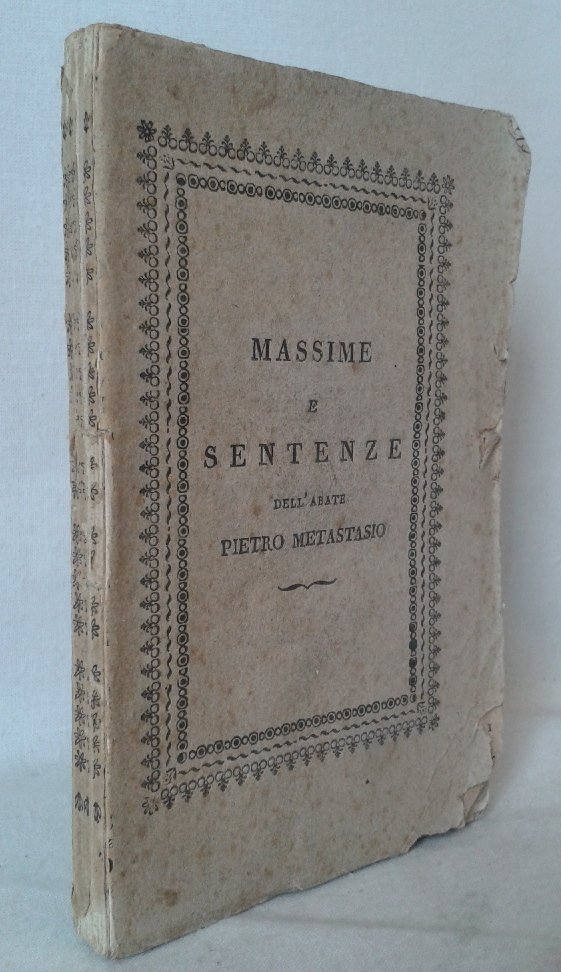 MASSIME
E
SENTENZE
DELL'ABATE
PIETRO METASTASIO